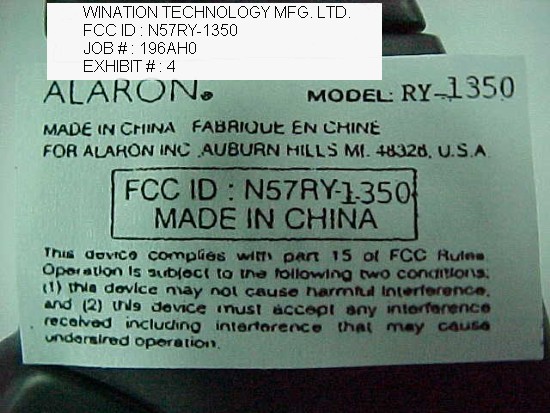 WINATION TECHNOLOGY MFG. LTD.
FCC ID : N57RY-1350
JOB # : 196AH0
EXHIBIT # : 4
ALARON® MODEL: RY-1350
MADE IN CHINA FABRIQUE EN CHINE
FOR ALARON INC ,AUBURN HILLS MI. 48326, U.S.A.
FCC ID : N57RY-1350
MADE IN CHINA
This device complies with part 15 of FCC Rules
Operation is subject to the following two conditions:
(1) this device may not cause harmful Interference,
and (2) this device must accept any interference
received including interference that may cause
undersired operation.